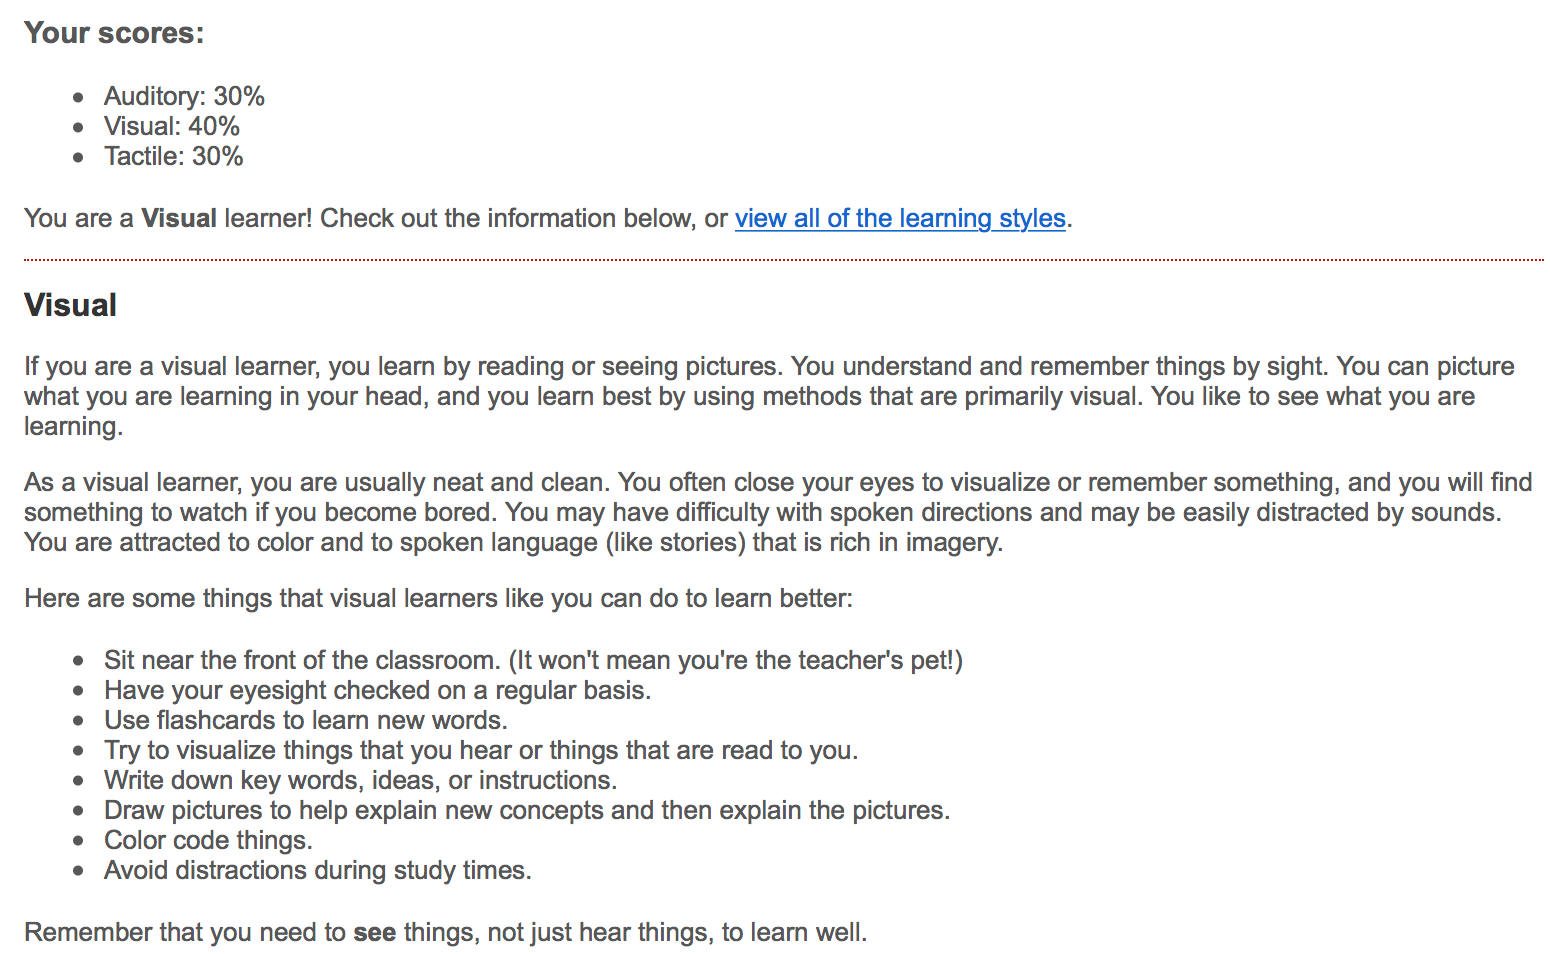 Your scores:
• Auditory: 30%
• Visual: 40%
• Tactile: 30%
You are a Visual learner! Check out the information below, or view all of the learning styles.
Visual
If you are a visual learner, you learn by reading or seeing pictures. You understand and remember things by sight. You can picture
what you are learning in your head, and you learn best by using methods that are primarily visual. You like to see what you are
learning.
As a visual learner, you are usually neat and clean. You often close your eyes to visualize or remember something, and you will find
something to watch if you become bored. You may have difficulty with spoken directions and may be easily distracted by sounds.
You are attracted to color and to spoken language (like stories) that is rich in imagery.
Here are some things that visual learners like you can do to learn better:
• Sit near the front of the classroom. (It won't mean you're the teacher's pet!)
• Have your eyesight checked on a regular basis.
• Use flashcards to learn new words.
• Try to visualize things that you hear or things that are read to you.
• Write down key words, ideas, or instructions.
• Draw pictures to help explain new concepts and then explain the pictures.
• Color code things.
• Avoid distractions during study times.
Remember that you need to see things, not just hear things, to learn well.